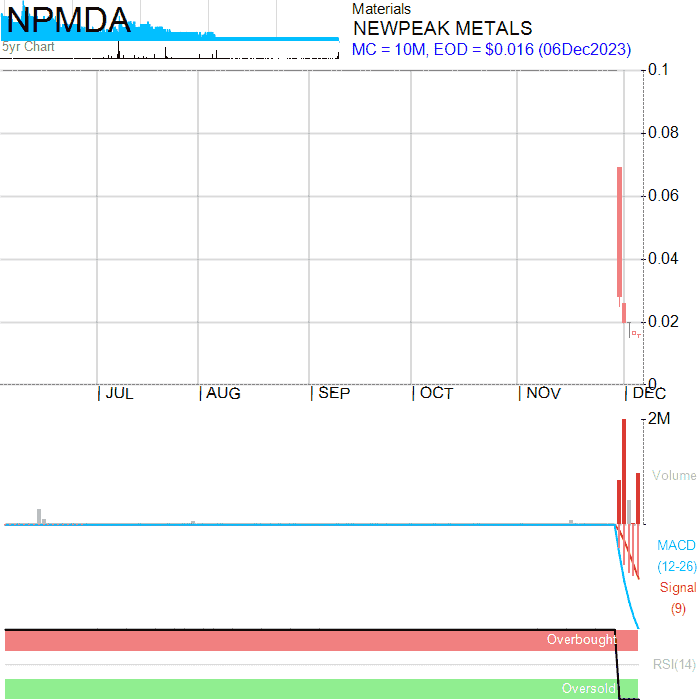 NPMDA
5yr Chart
Materials
NEWPEAK METALS
MC = 10M, EOD = $0.016 (06Dec2023)
0.1
0.08
0.06
0.04
0.02
0
JUL AUG SEP OCT NOV DEC
2M
Volume
MACD
(12-26)
Signal
(9)
Overbought
RSI(14)
Oversold